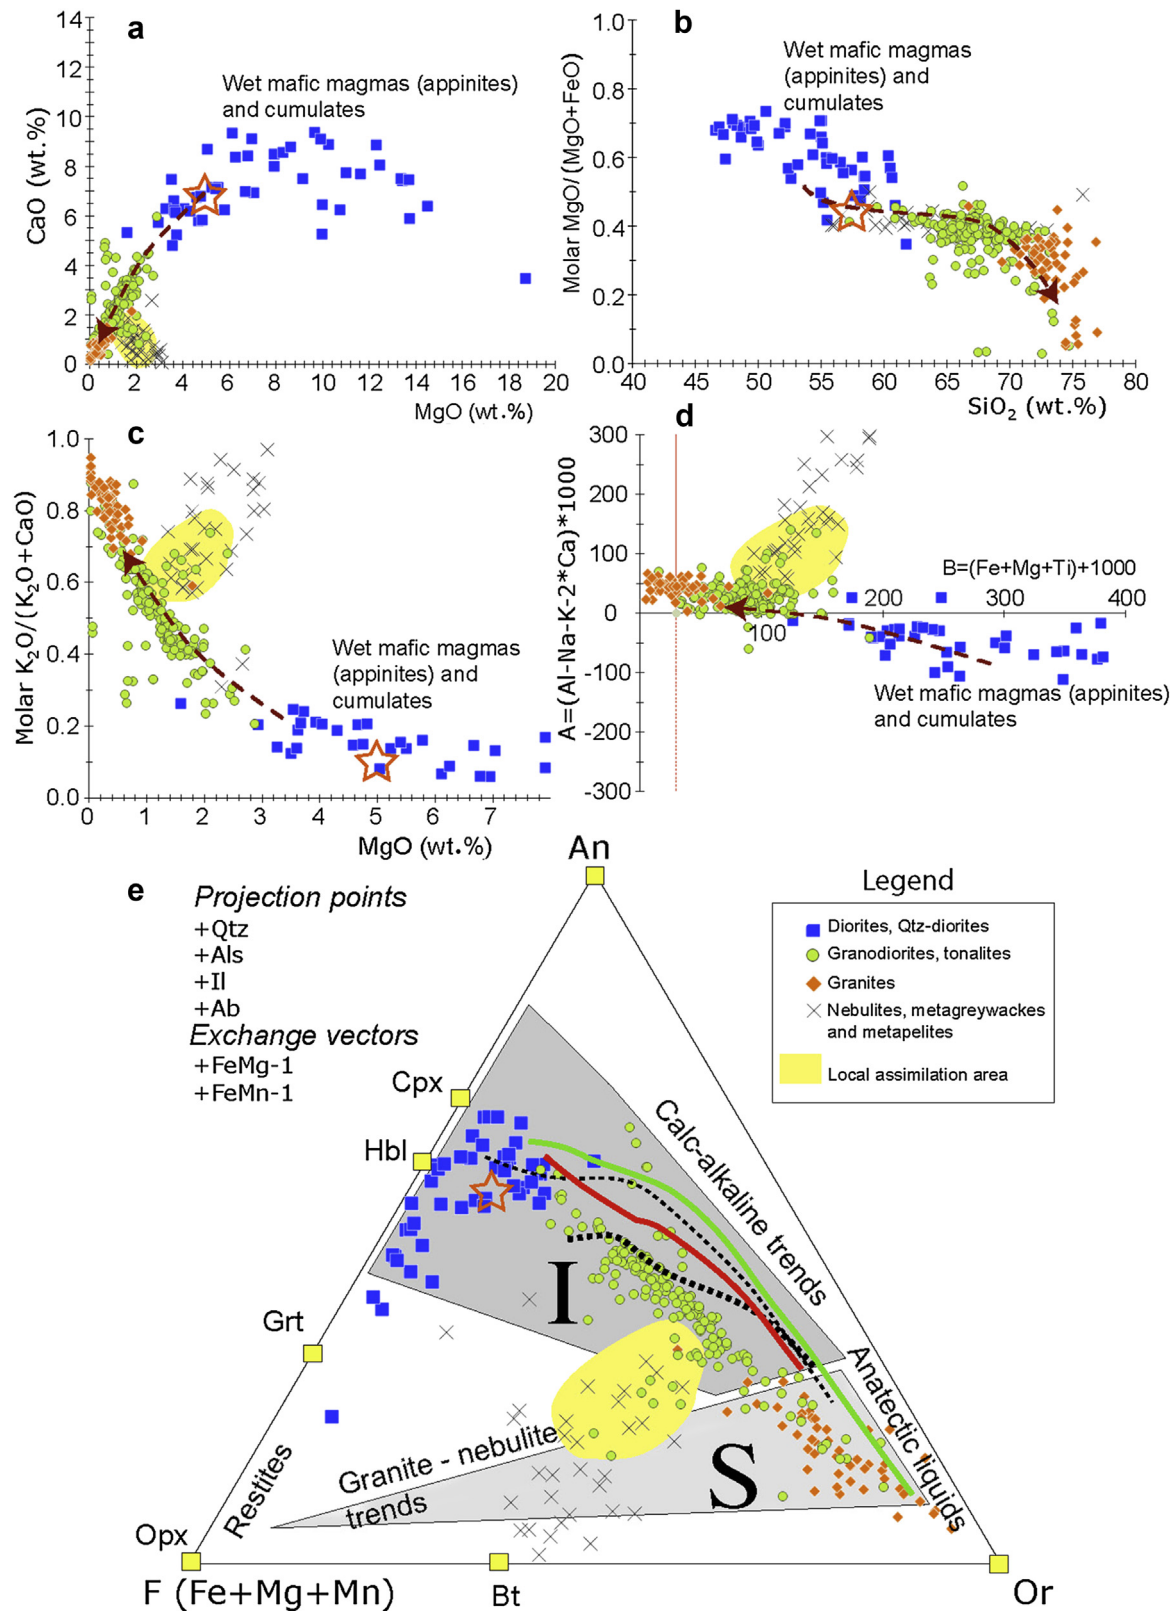 a
14
12
10
8
6
4
2
0
CaO (wt.%)
Wet mafic magmas (appinites)
and cumulates
0 2 4 6 8 10 12 14 16 18 20
MgO (wt.%)
b
1.0
0.8
0.6
0.4
0.2
0.0
Molar MgO/(MgO+FeO)
Wet mafic magmas
(appinites) and
cumulates
40 45 50 55 60 65 70 75 80
SiO2 (wt.%)
c
1.0
0.8
0.6
0.4
0.2
0.0
Molar K2O/(K2O+CaO)
Wet mafic magmas
(appinites) and
cumulates
0 1 2 3 4 5 6 7
MgO (wt.%)
d
300
200
100
0
-100
-200
-300
A=(Al-Na-K-2*Ca)*1000
B=(Fe+Mg+Ti)+1000
100 200 300 400
Wet mafic magmas (appinites)
and cumulates
e
Projection points
+Qtz
+Als
+Il
+Ab
Exchange vectors
+FeMg-1
+FeMn-1
An
Legend
Diorites, Qtz-diorites
Granodiorites, tonalites
Granites
Nebulites, metagreywackes
and metapelites
Local assimilation area
Cpx
Hbl
Grt
Opx
Calc-alkaline trends
I
Anatectic liquids
Granite - nebulite
trends
S
Restites
F (Fe+Mg+Mn)
Bt
Or